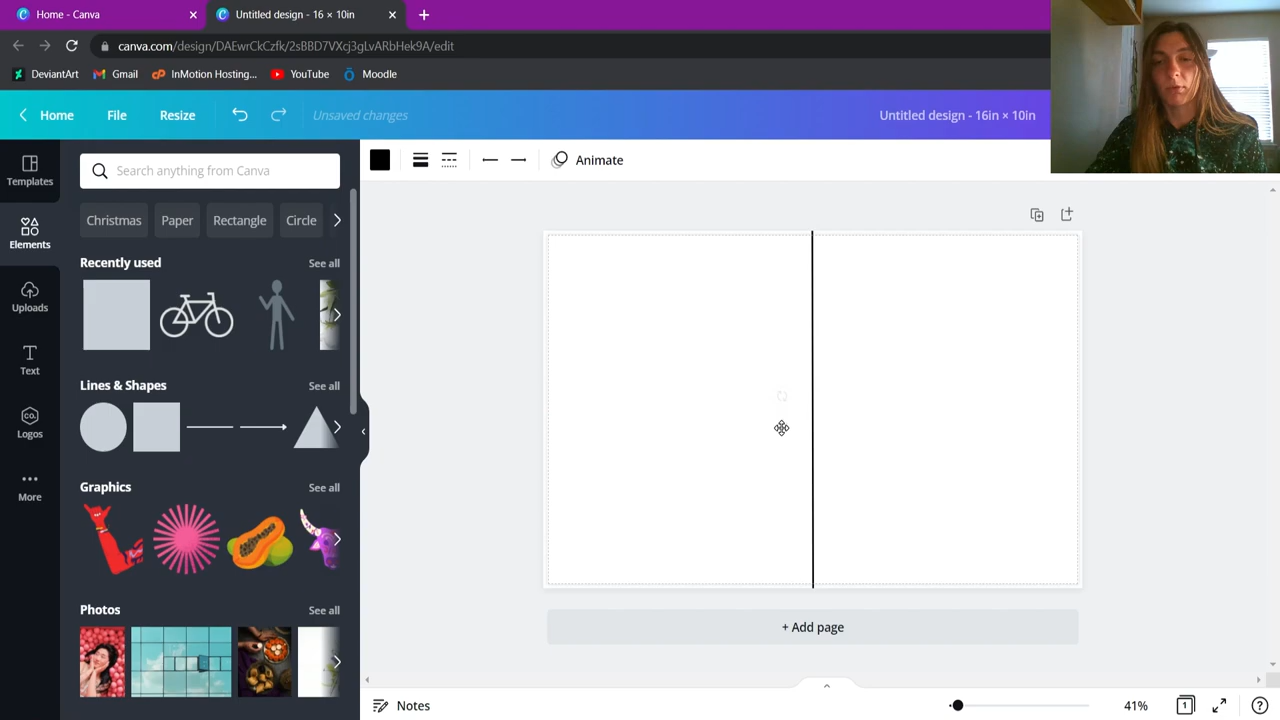 Home - Canva
Untitled design - 16 × 10in
canva.com/design/DAEwrCkCzfk/2sBBD7VXcj3gLvARbHek9A/edit
DeviantArt
Gmail
InMotion Hosting...
YouTube
Moodle
Home
File
Resize
Unsaved changes
Untitled design - 16in × 10in
Templates
Elements
Uploads
Text
CO.
Logos
More
Search anything from Canva
Christmas
Paper
Rectangle
Circle
Recently used
See all
Lines & Shapes
See all
Graphics
See all
Photos
See all
Animate
+ Add page
Notes
41%
1
?